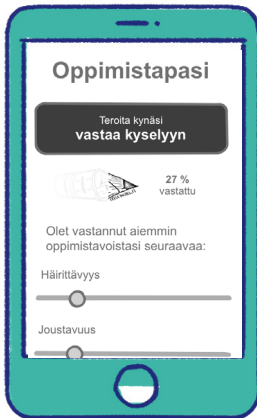 Oppimistapasi
Teroita kynäsi
vastaa kyselyyn
27 %
vastattu
Olet vastannut aiemmin
oppimistavoistasi seuraavaa:
Häirittävyys
Joustavuus